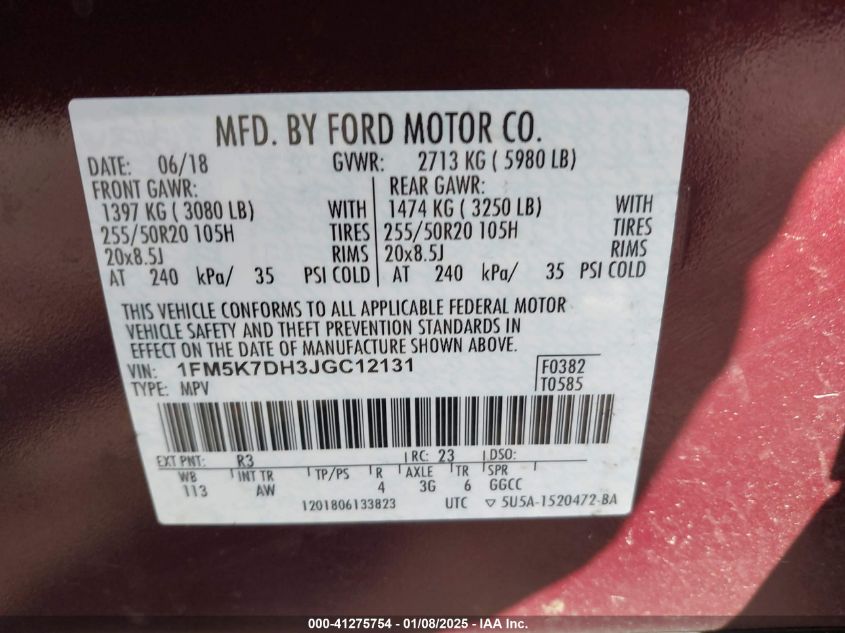 MFD. BY FORD MOTOR CO.
DATE: 06/18 GVWR: 2713 KG ( 5980 LB)
FRONT GAWR: REAR GAWR:
1397 KG ( 3080 LB) WITH 1474 KG ( 3250 LB) WITH
255/50R20 105H TIRES 255/50R20 105H TIRES
20x8.5J RIMS 20x8.5J RIMS
AT 240 kPa/ 35 PSI COLD AT 240 kPa/ 35 PSI COLD
THIS VEHICLE CONFORMS TO ALL APPLICABLE FEDERAL MOTOR
VEHICLE SAFETY AND THEFT PREVENTION STANDARDS IN
EFFECT ON THE DATE OF MANUFACTURE SHOWN ABOVE.
VIN: 1FM5K7DH3JGC12131 F0382
TYPE: MPV T0585
EXT PNT: R3 RC: 23 DSO:
WB INT TR TP/PS R AXLE TR SPR
113 AW 4 3G 6 GGCC
1201806133823 UTC ▽ 5U5A-1520472-BA
000-41275754 - 01/08/2025 - IAA Inc.